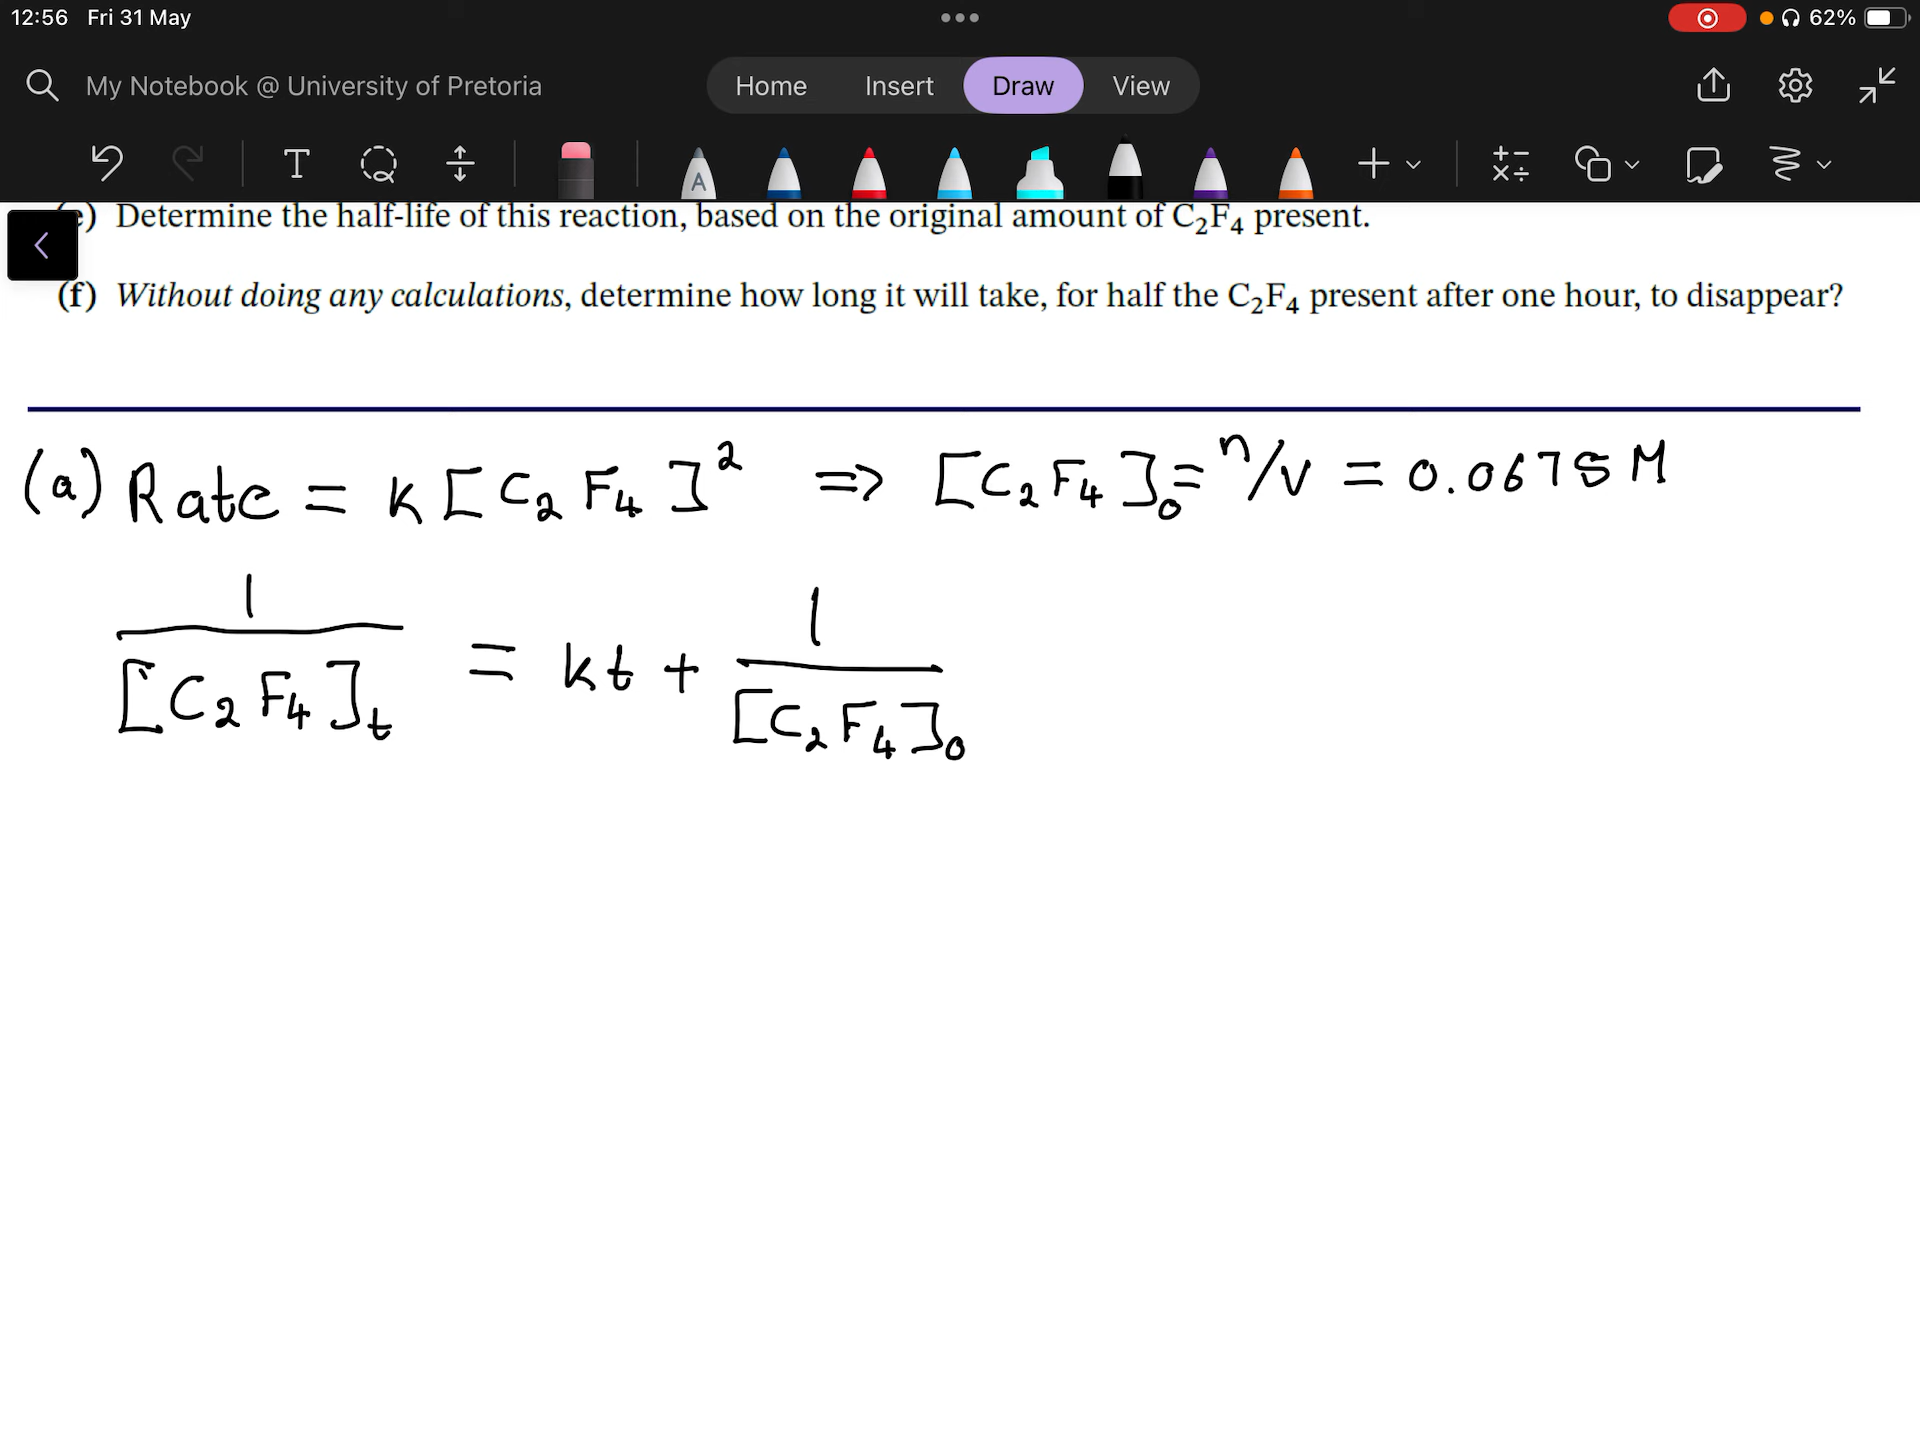 12:56 Fri 31 May 62%
My Notebook @ University of Pretoria Home Insert Draw View
T A
e) Determine the half-life of this reaction, based on the original amount of C₂F₄ present.
(f) Without doing any calculations, determine how long it will take, for half the C₂F₄ present after one hour, to disappear?
(a) Rate = k[C₂F₄]² => [C₂F₄]₀ = n/v = 0.0675 M
1/[C₂F₄]ₜ = kt + 1/[C₂F₄]₀